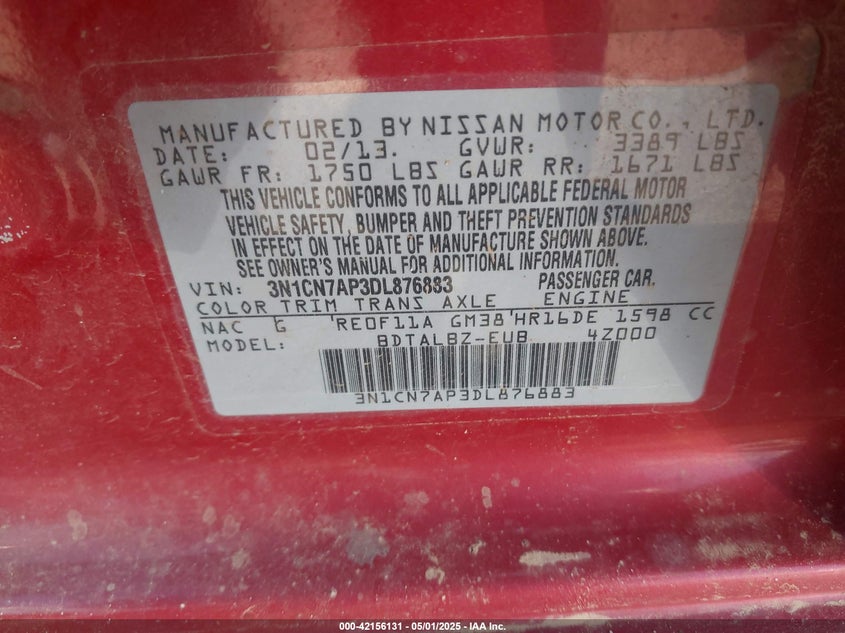 MANUFACTURED BY NISSAN MOTOR CO., LTD.
DATE: 02/13. GVWR: 3389 LBS
GAWR FR: 1750 LBS GAWR RR: 1671 LBS
THIS VEHICLE CONFORMS TO ALL APPLICABLE FEDERAL MOTOR
VEHICLE SAFETY, BUMPER AND THEFT PREVENTION STANDARDS
IN EFFECT ON THE DATE OF MANUFACTURE SHOWN ABOVE.
SEE OWNER'S MANUAL FOR ADDITIONAL INFORMATION.
VIN: 3N1CN7AP3DL876883 PASSENGER CAR.
COLOR TRIM TRANS AXLE ENGINE
NAC G RE0F11A GM38 HR16DE 1598 CC
MODEL: BDTALBZ-EUB 4Z000
3N1CN7AP3DL876883
000-42156131 - 05/01/2025 - IAA Inc.